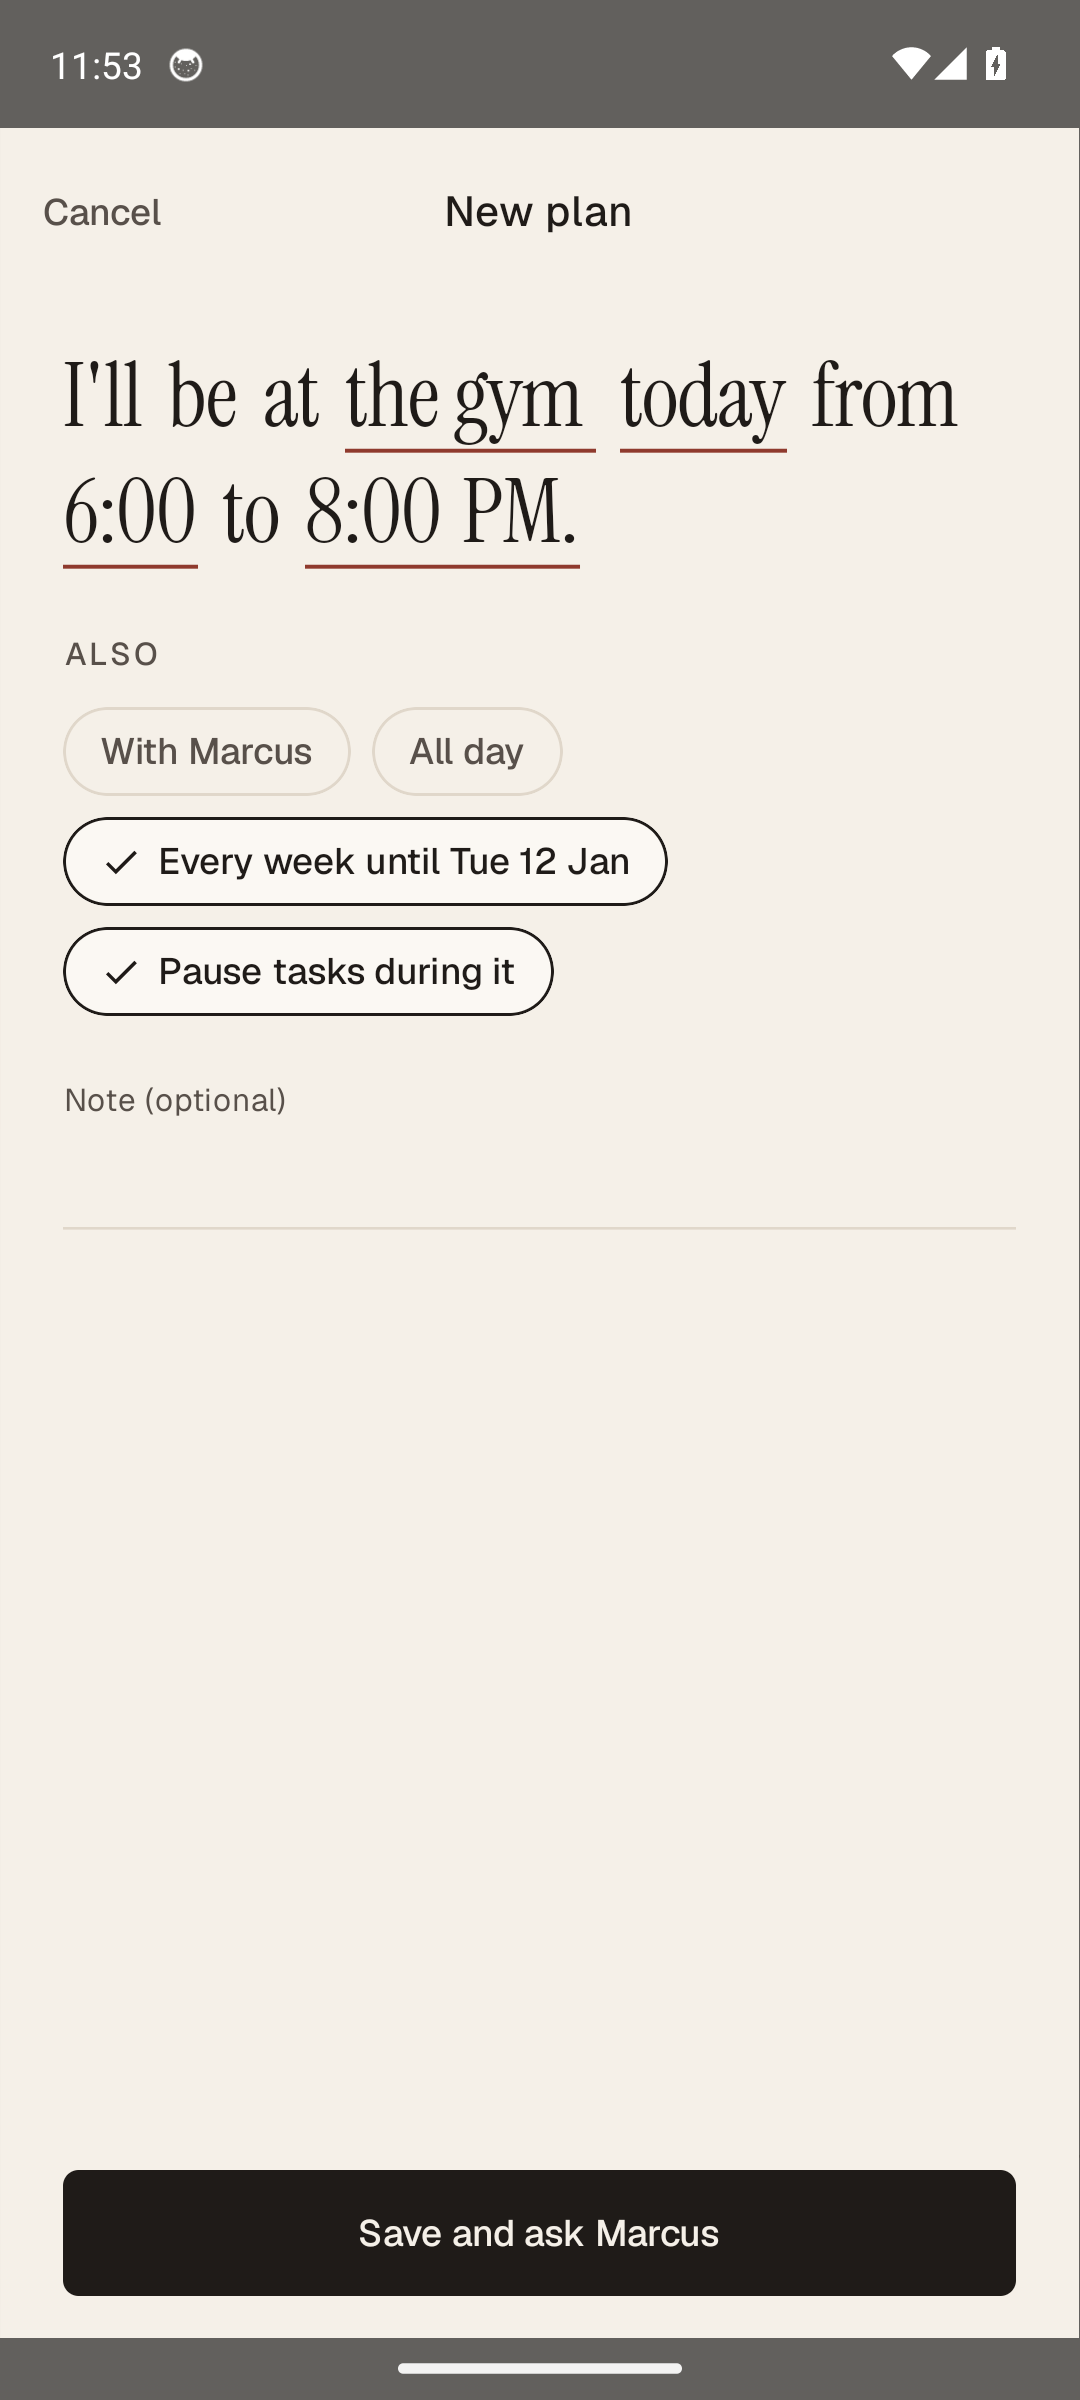 11:53
Cancel
New plan
I'll be at the gym today from
6:00 to 8:00 PM.
ALSO
With Marcus
All day
Every week until Tue 12 Jan
Pause tasks during it
Note (optional)
Save and ask Marcus